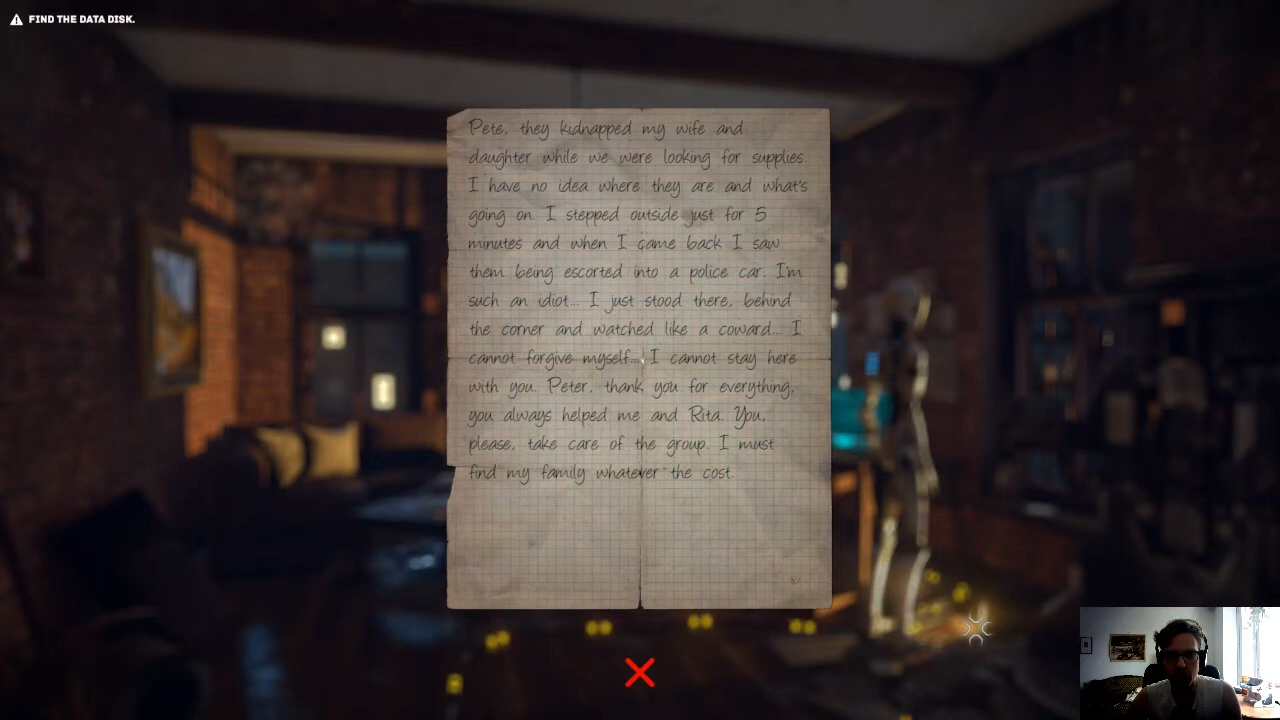 FIND THE DATA DISK.
Pete, they kidnapped my wife and
daughter while we were looking for supplies.
I have no idea where they are and what's
going on. I stepped outside just for 5
minutes and when I came back I saw
them being escorted into a police car. I'm
such an idiot... I just stood there, behind
the corner and watched like a coward... I
cannot forgive myself... I cannot stay here
with you. Peter, thank you for everything,
you always helped me and Rita. You,
please, take care of the group. I must
find my family whatever the cost.